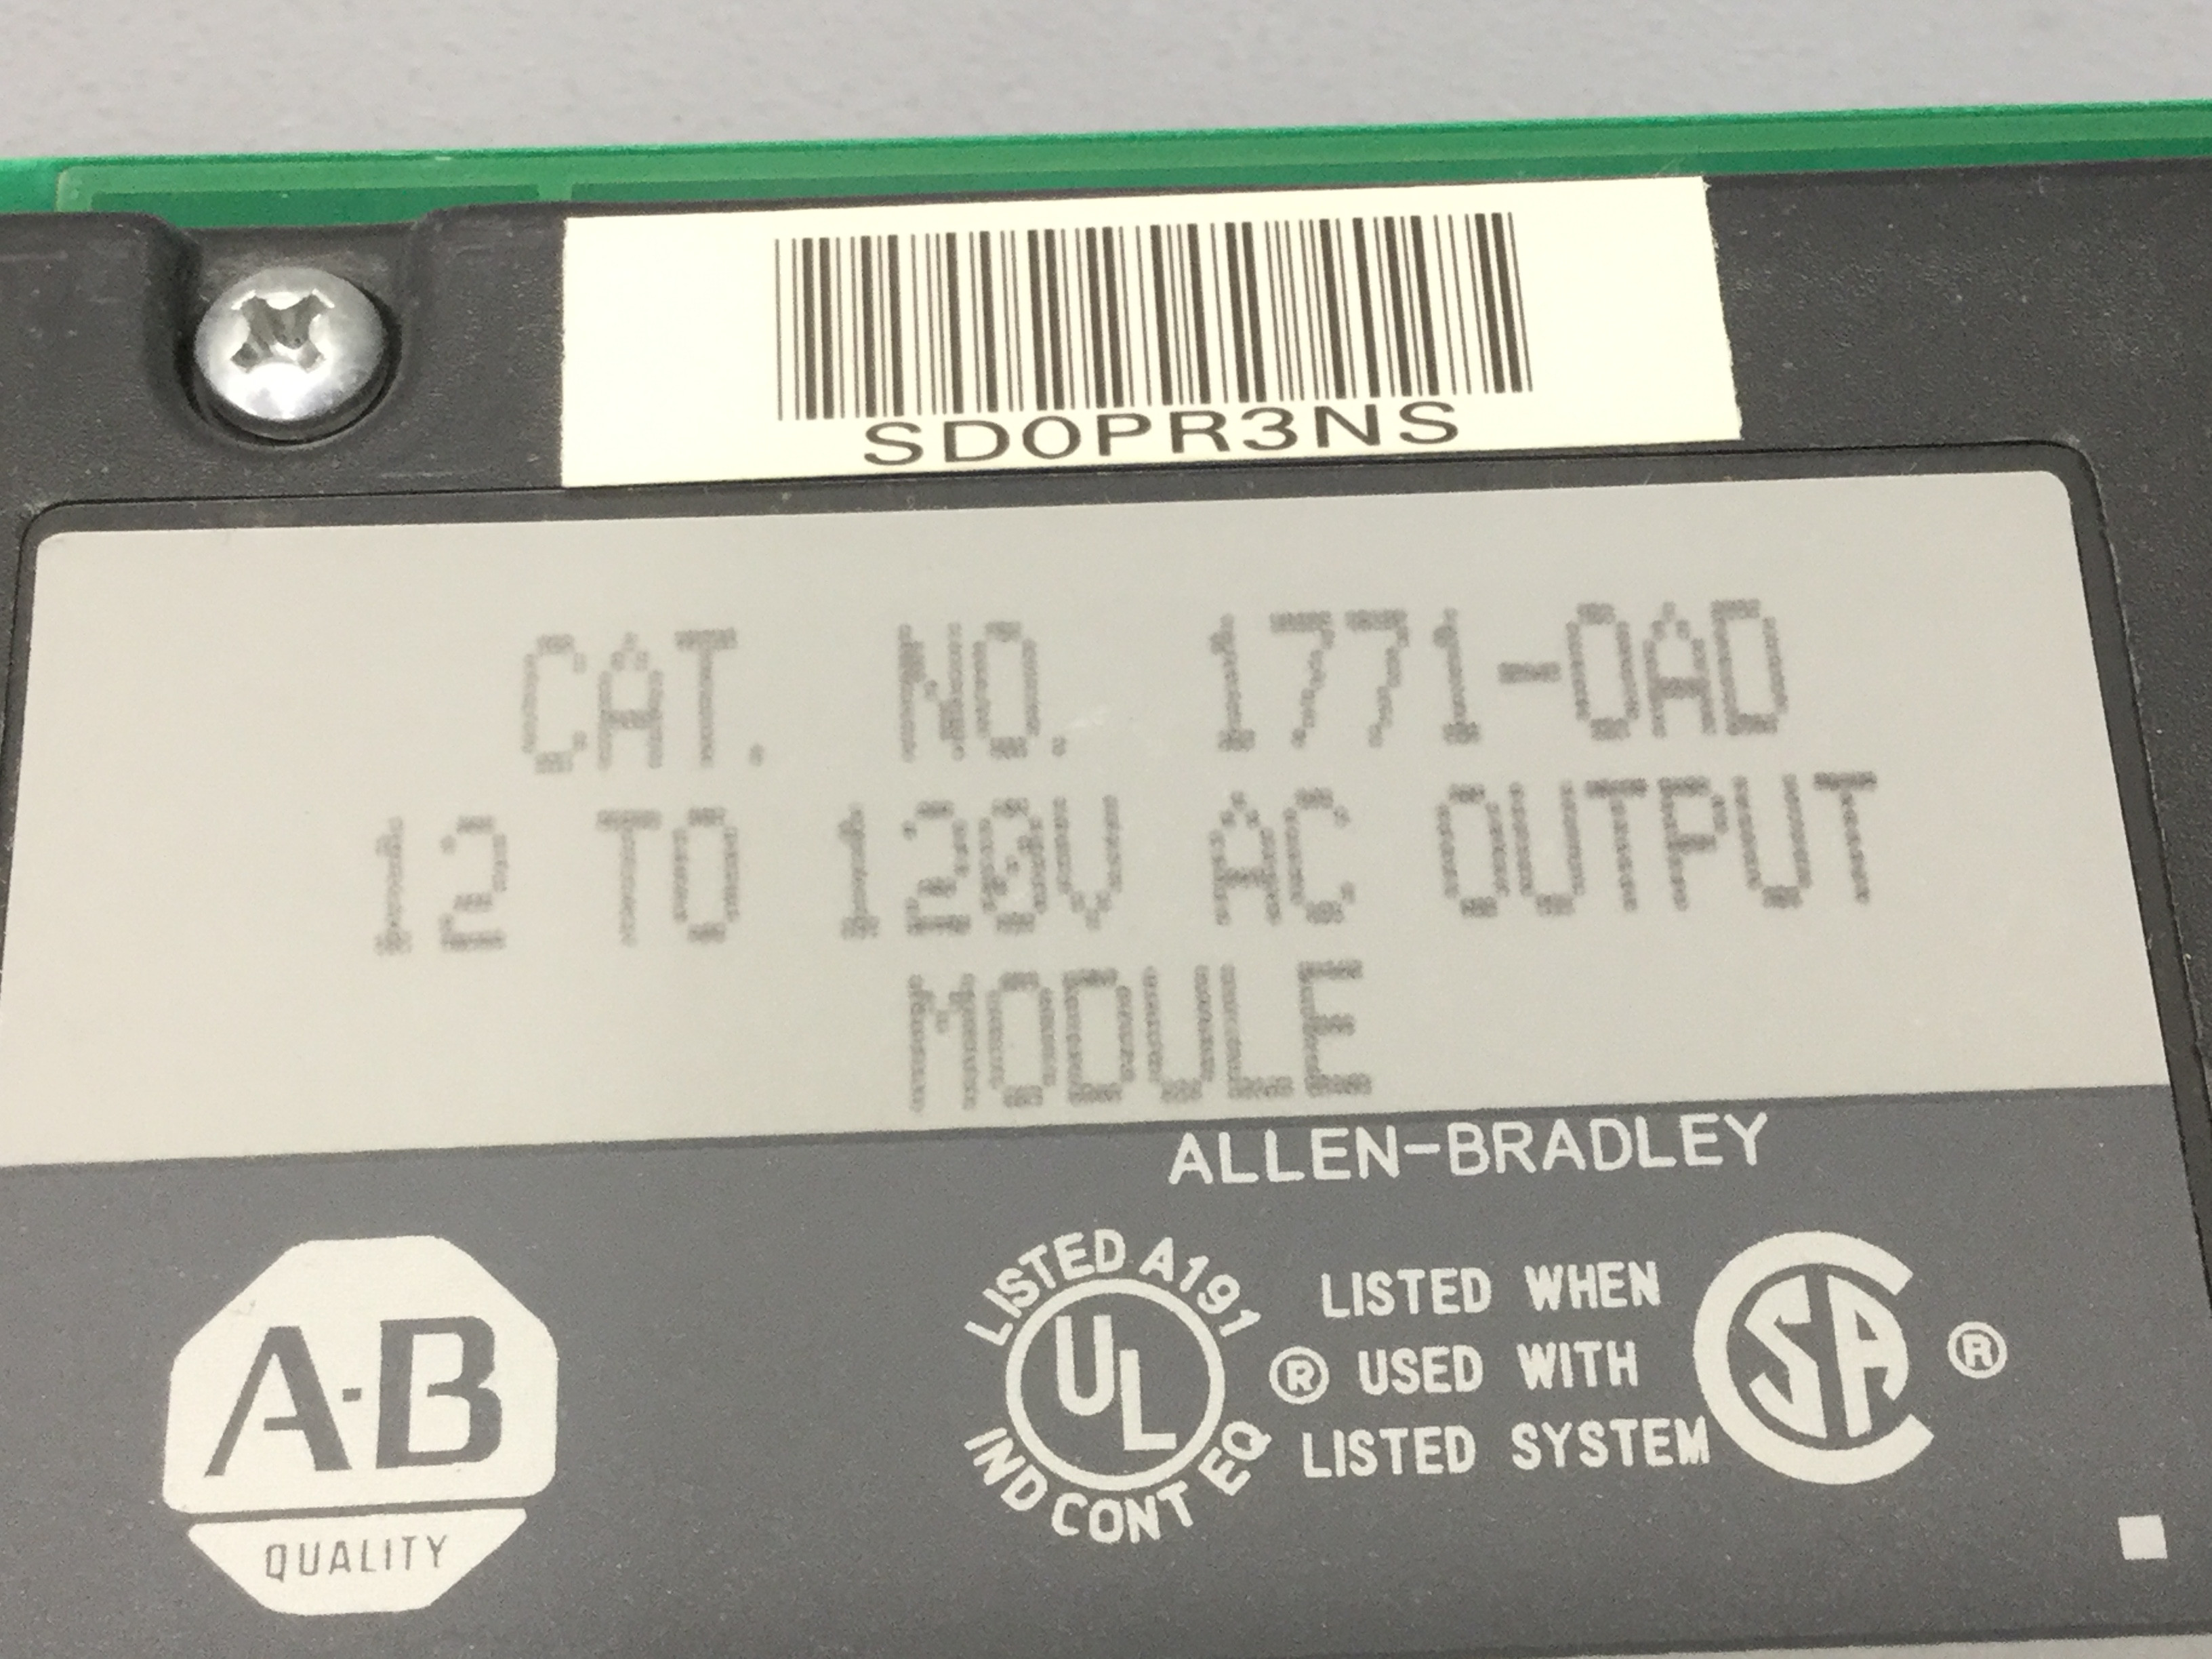 SD0PR3NS
CAT. NO. 1771-OAD
12 TO 120V AC OUTPUT
MODULE
ALLEN-BRADLEY
A-B
QUALITY
LISTED A191
UL
IND CONT EQ
®
LISTED WHEN
USED WITH
LISTED SYSTEM
CSA
®